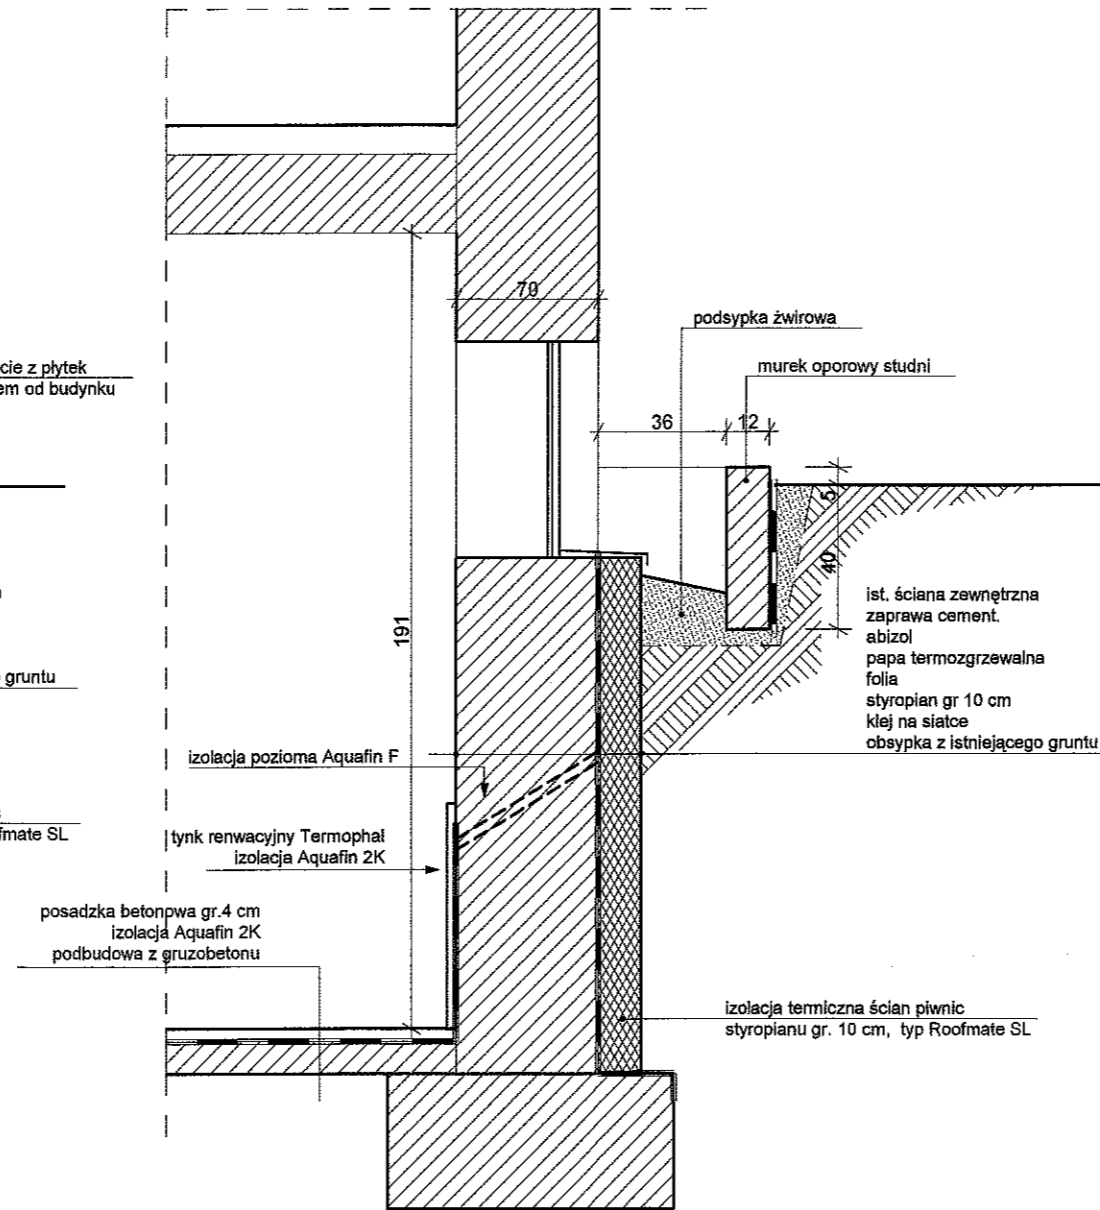 70
podsypka żwirowa
cie z płytek
em od budynku
murek oporowy studni
36
12
5
40
191
ist. ściana zewnętrzna
zaprawa cement.
abizol
papa termozgrzewalna
folia
styropian gr 10 cm
klej na siatce
obsypka z istniejącego gruntu
gruntu
izolacja pozioma Aquafin F
fmate SL
tynk renwacyjny Termophal
izolacja Aquafin 2K
posadzka betonowa gr.4 cm
izolacja Aquafin 2K
podbudowa z gruzobetonu
izolacja termiczna ścian piwnic
styropianu gr. 10 cm, typ Roofmate SL